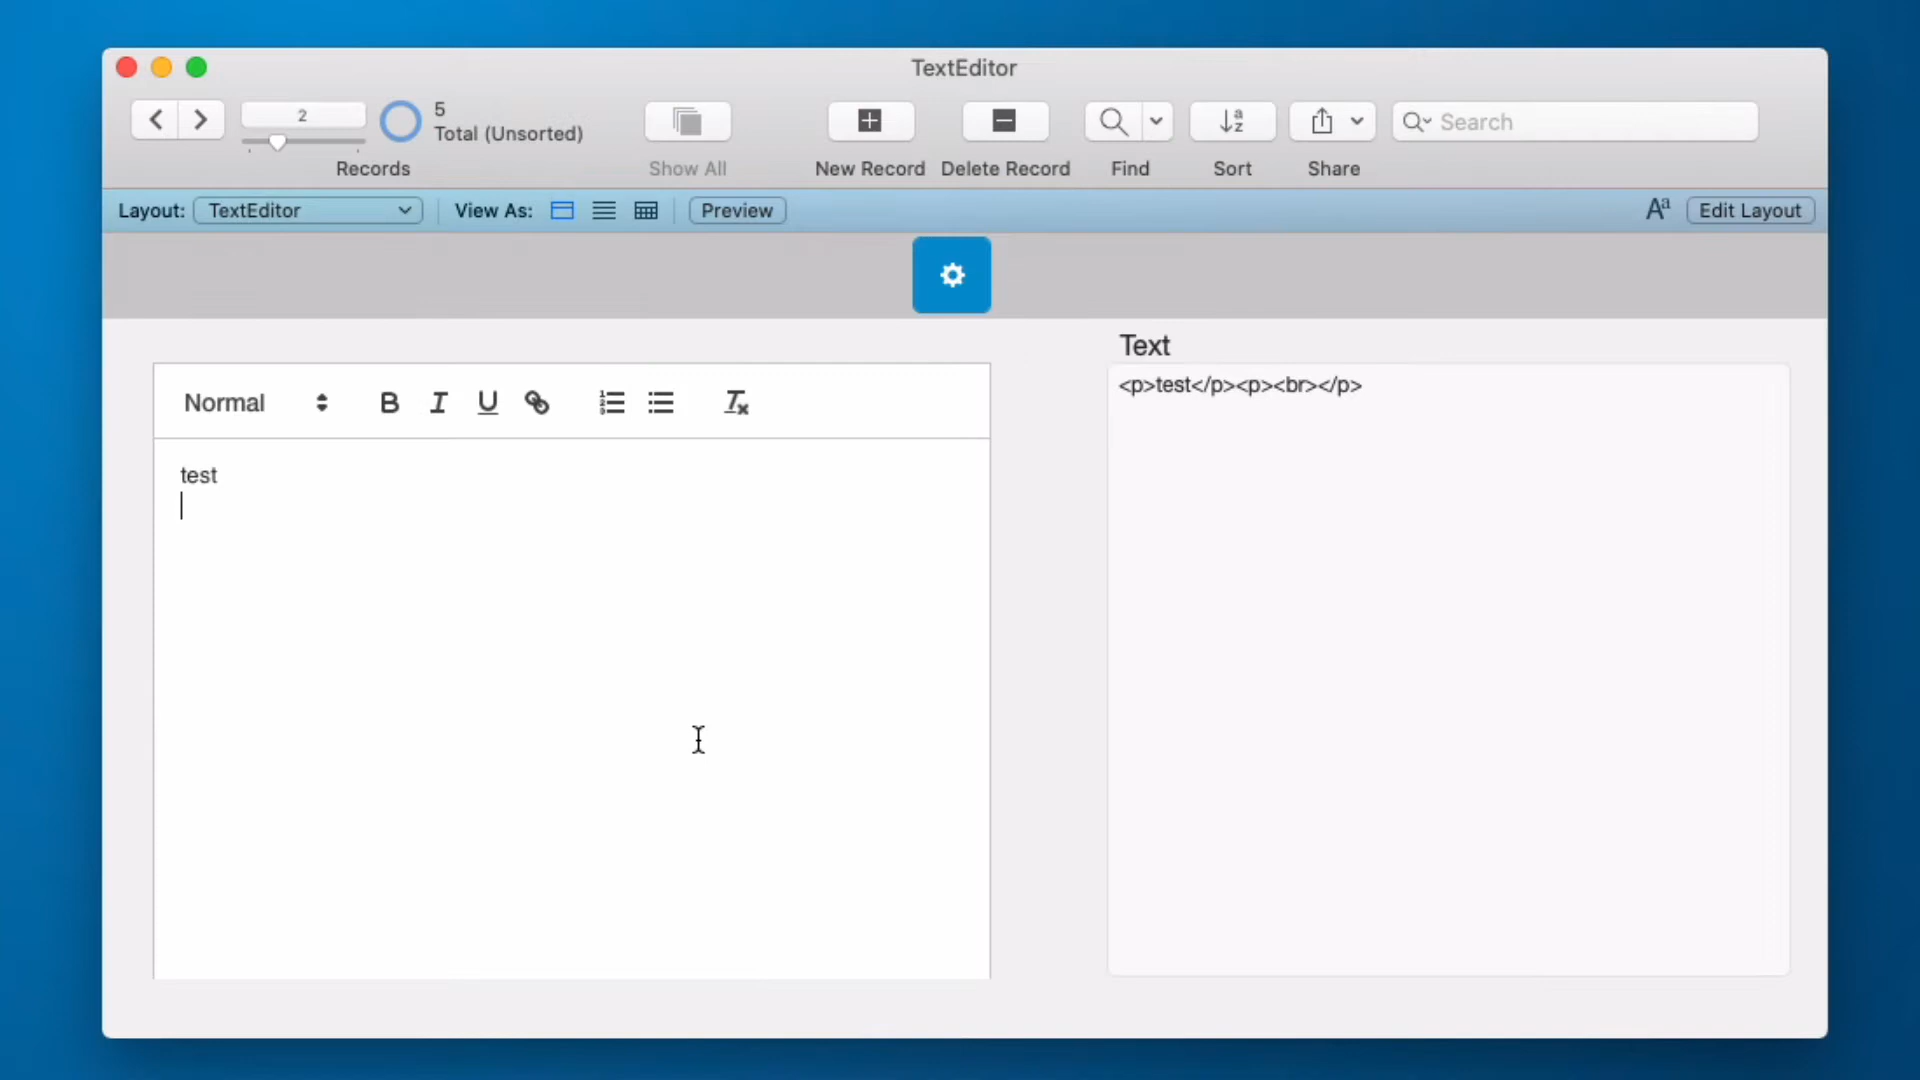 TextEditor
2
5
Total (Unsorted)
Records
Show All
New Record
Delete Record
Find
Sort
Share
Search
Layout: TextEditor
View As:
Preview
Aa
Edit Layout
Text
Normal
B I U
test
<p>test</p><p><br></p>